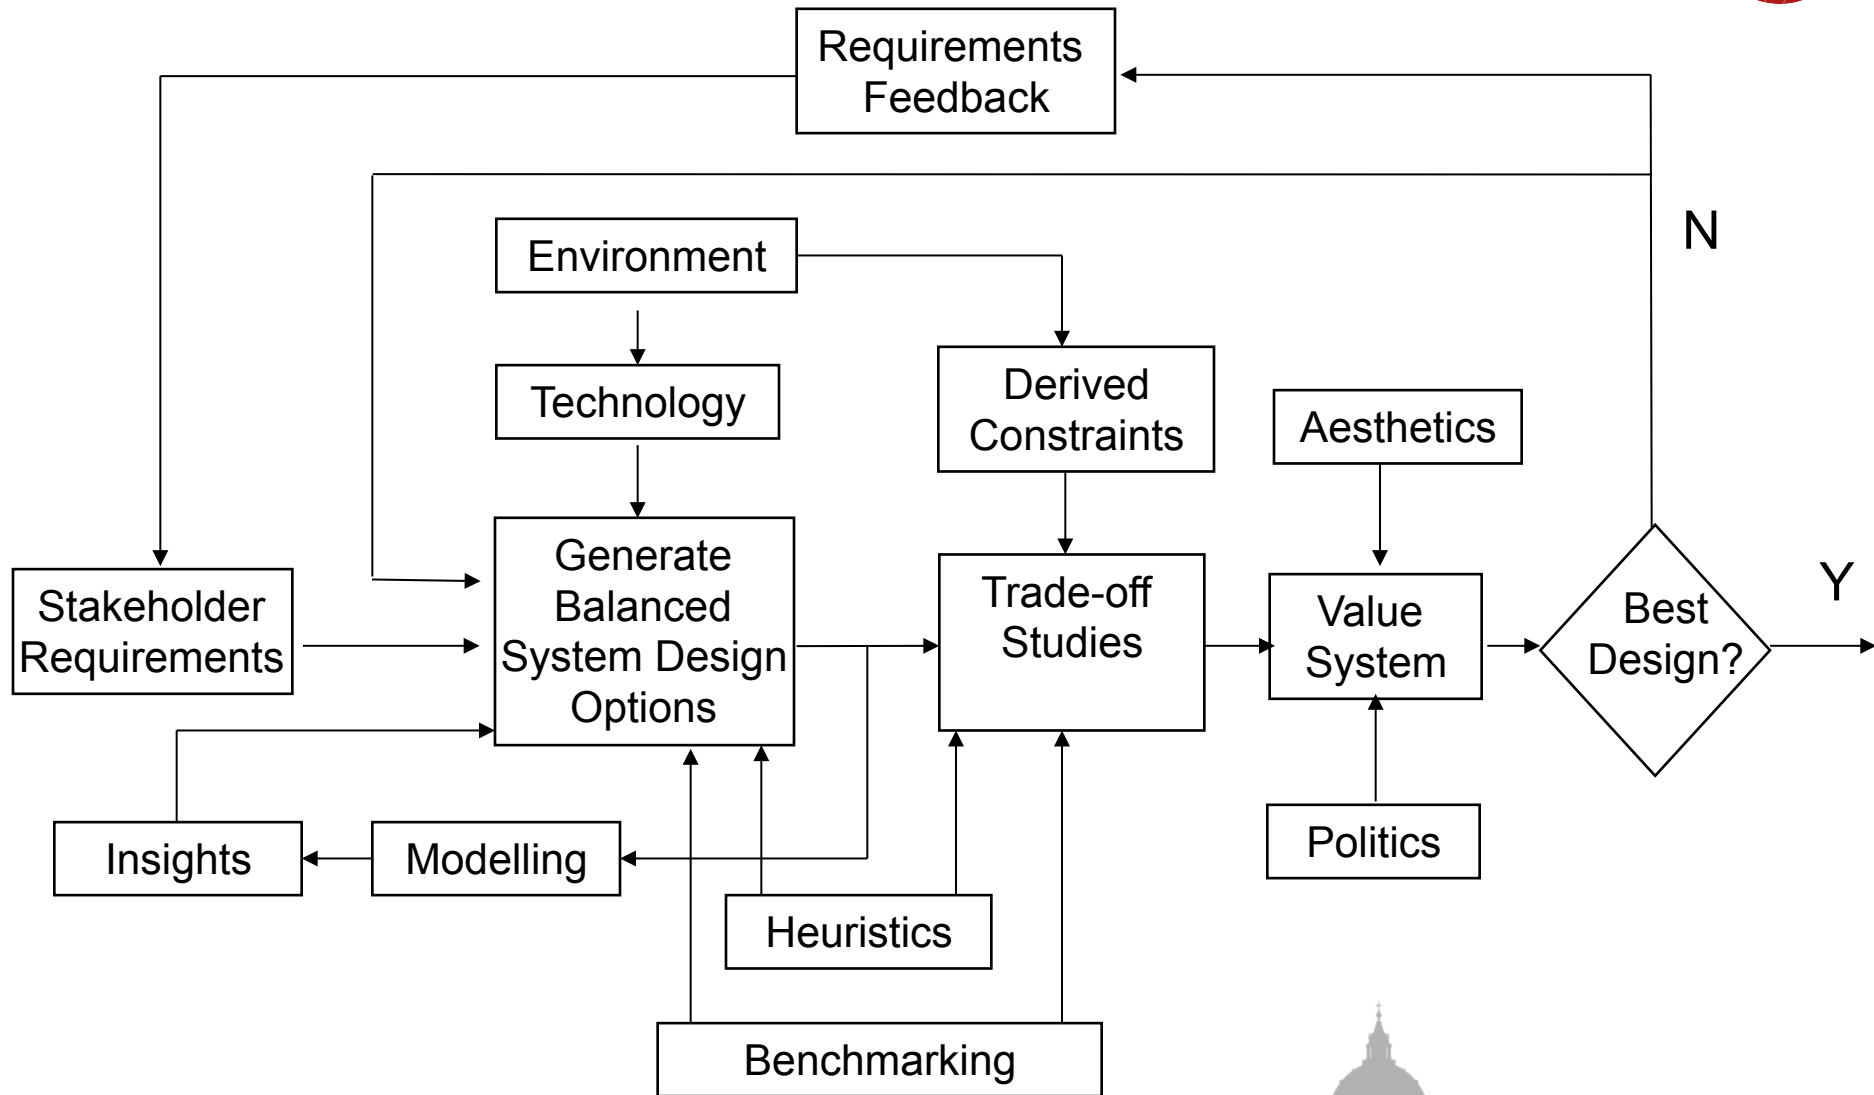 Requirements
Feedback
N
Environment
Technology
Derived
Constraints
Aesthetics
Stakeholder
Requirements
Generate
Balanced
System Design
Options
Trade-off
Studies
Value
System
Best
Design?
Y
Insights
Modelling
Politics
Heuristics
Benchmarking